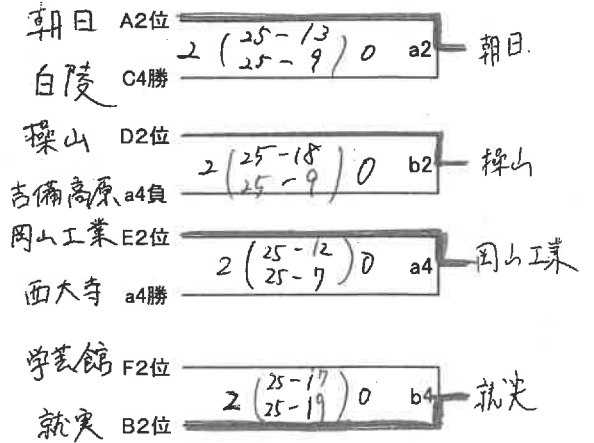 朝日 A2位
2 (25-13 25-9) 0 a2 朝日
白陵 C4勝
操山 D2位
2 (25-18 25-9) 0 b2 操山
吉備高原 a4負
岡山工業 E2位
2 (25-12 25-7) 0 a4 岡山工業
西大寺 a4勝
学芸館 F2位
2 (25-17 25-19) 0 b4 就実
就実 B2位